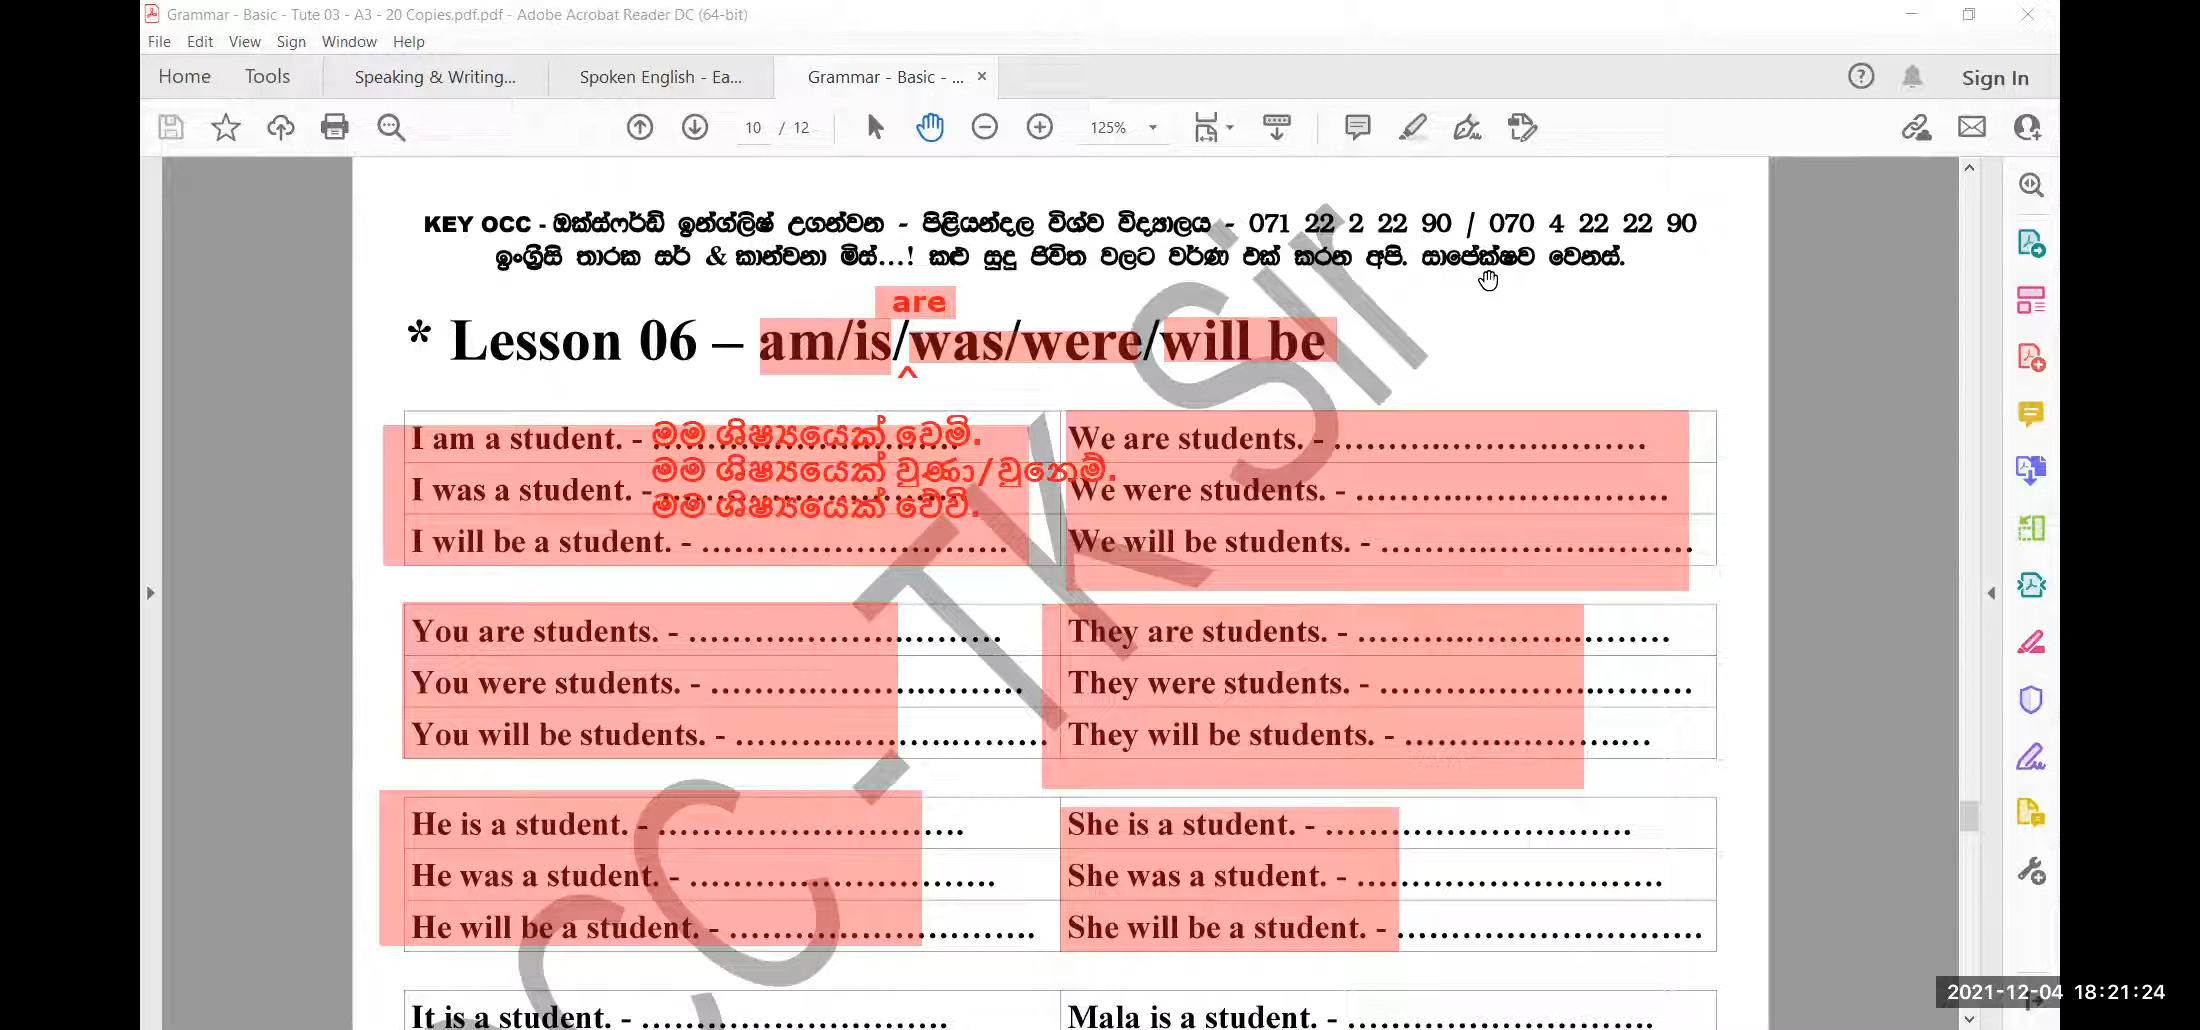 Grammar - Basic - Tute 03 - A3 - 20 Copies.pdf.pdf - Adobe Acrobat Reader DC (64-bit)
File Edit View Sign Window Help
Home Tools Speaking & Writing... Spoken English - Ea... Grammar - Basic - ... × Sign In
10 / 12 125%
KEY OCC - ඔක්ස්ෆර්ඩ් ඉන්ග්ලිෂ් උගන්වන - පිළියන්දල විශ්ව විද්‍යාලය - 071 22 2 22 90 / 070 4 22 22 90
ඉංග්‍රීසි තාරක සර් & කාන්චනා මිස්...! කළු සුදු ජීවිත වලට වර්ණ එක් කරන අපි. සාපේක්ෂව වෙනස්.
are
* Lesson 06 – am/is/was/were/will be
^
I am a student. - මම ශිෂ්‍යයෙක් වෙමි.
මම ශිෂ්‍යයෙක් වුණා/වුනෙමි.
I was a student. - මම ශිෂ්‍යයෙක් වේවි.
I will be a student. - ……………………….
We are students. - ……………………….
We were students. - ……………………….
We will be students. - ……………………….
You are students. - ……………………….
You were students. - ……………………….
You will be students. - ……………………….
They are students. - ……………………….
They were students. - ……………………….
They will be students. - ……………………….
He is a student. - ……………………….
He was a student. - ……………………….
He will be a student. - ……………………….
She is a student. - ……………………….
She was a student. - ……………………….
She will be a student. - ……………………….
It is a student. - ……………………….
Mala is a student. - ……………………….
CC - TK Sir
2021-12-04 18:21:24